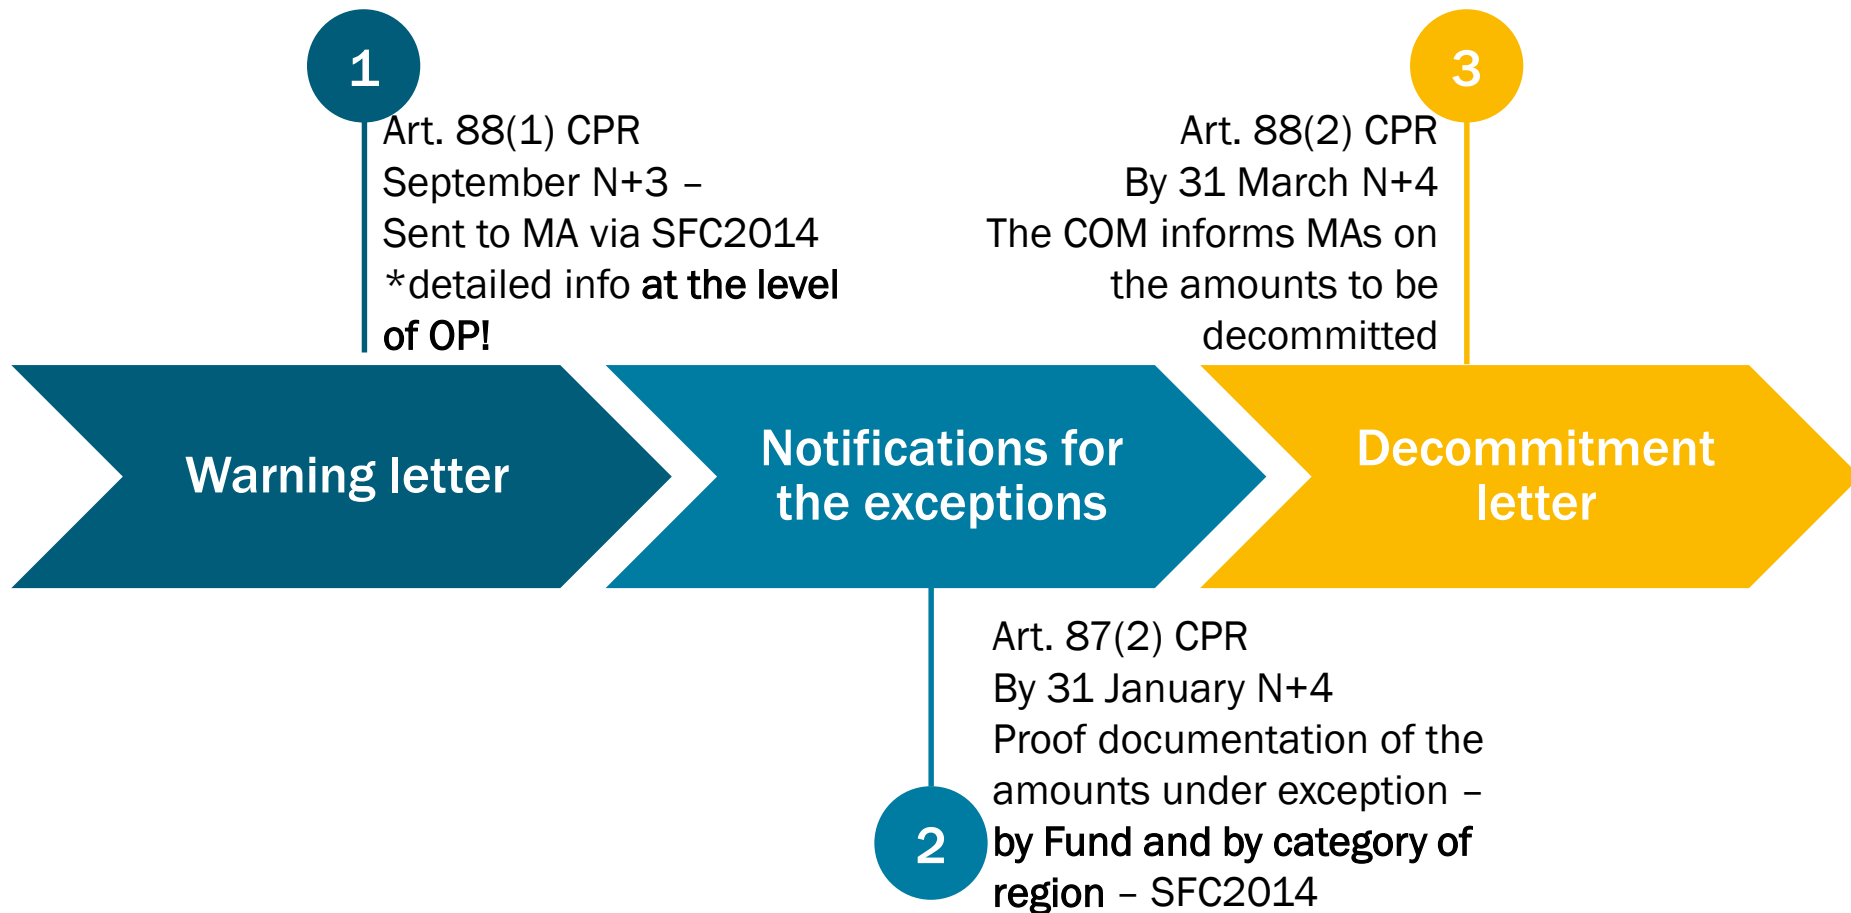 1
Art. 88(1) CPR
September N+3 –
Sent to MA via SFC2014
*detailed info at the level
of OP!
Warning letter
Notifications for
the exceptions
2
Art. 87(2) CPR
By 31 January N+4
Proof documentation of the
amounts under exception –
by Fund and by category of
region – SFC2014
3
Art. 88(2) CPR
By 31 March N+4
The COM informs MAs on
the amounts to be
decommitted
Decommitment
letter